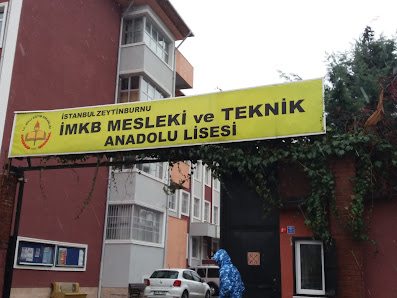 İSTANBUL ZEYTİNBURNU
İMKB MESLEKİ ve TEKNİK
ANADOLU LİSESİ